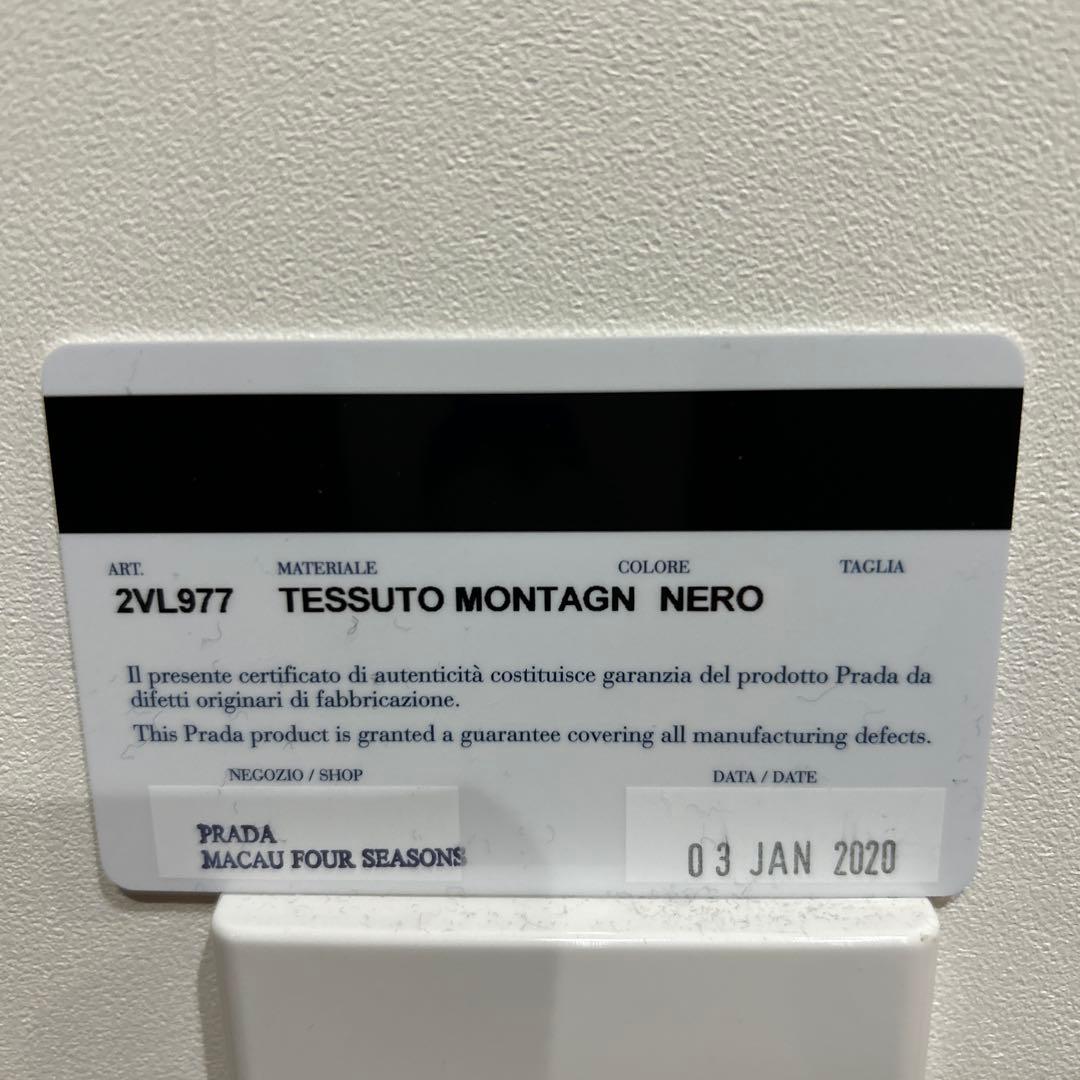 ART. MATERIALE COLORE TAGLIA
2VL977 TESSUTO MONTAGN NERO
Il presente certificato di autenticità costituisce garanzia del prodotto Prada da
difetti originari di fabbricazione.
This Prada product is granted a guarantee covering all manufacturing defects.
NEGOZIO / SHOP DATA / DATE
PRADA
MACAU FOUR SEASONS 03 JAN 2020